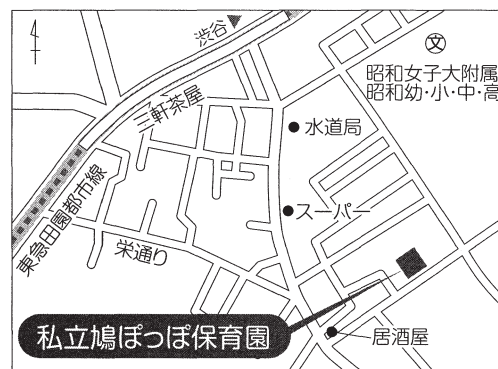 渋谷
文
昭和女子大附属
昭和幼・小・中・高
三軒茶屋
水道局
東急田園都市線
スーパー
栄通り
私立鳩ぽっぽ保育園
居酒屋